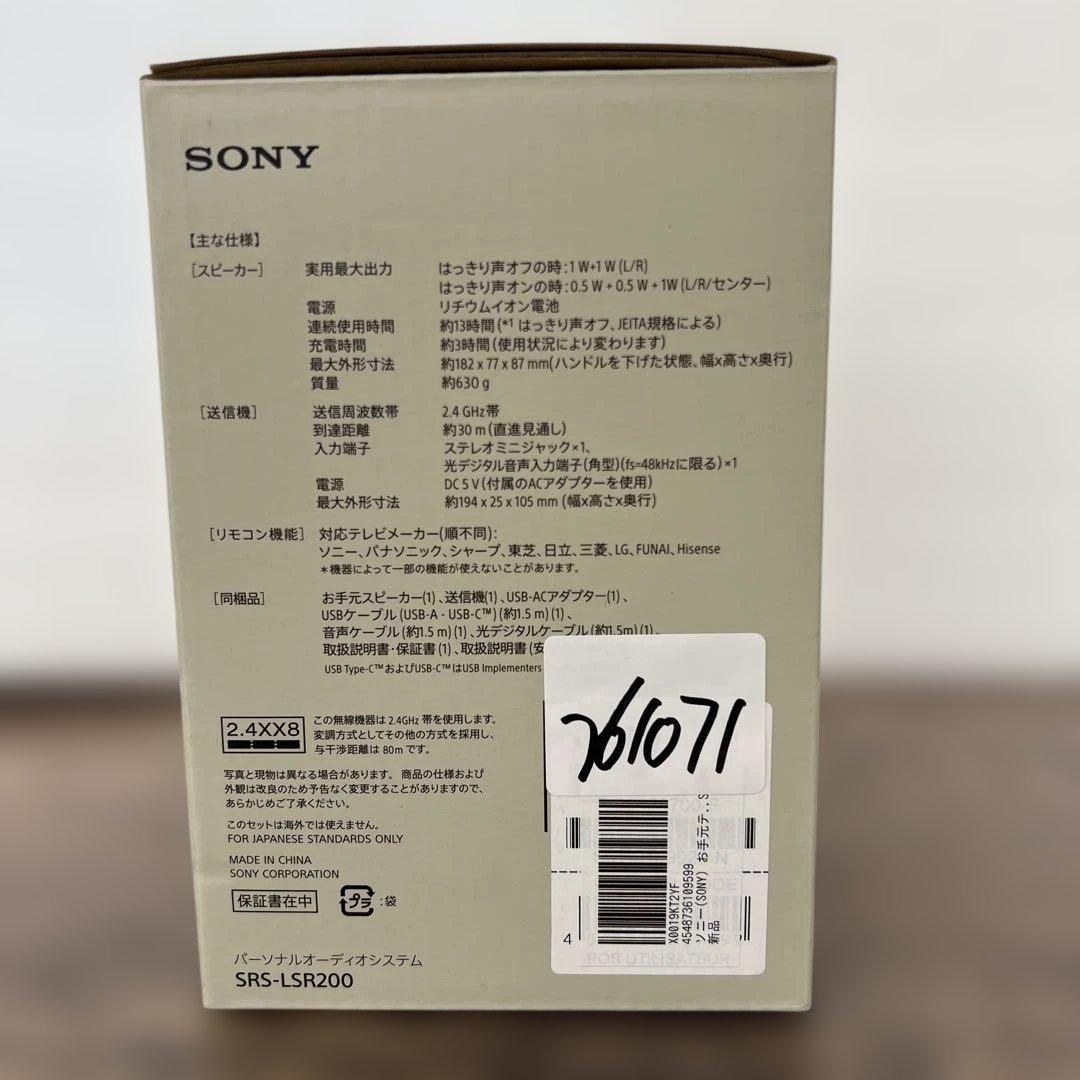 SONY
【主な仕様】
[スピーカー] 実用最大出力 はっきり声オフの時:1 W+1 W (L/R)
はっきり声オンの時:0.5 W + 0.5 W + 1W (L/R/センター)
電源 リチウムイオン電池
連続使用時間 約13時間(*1 はっきり声オフ、JEITA規格による)
充電時間 約3時間(使用状況により変わります)
最大外形寸法 約182 x 77 x 87 mm(ハンドルを下げた状態、幅x高さx奥行)
質量 約630 g
[送信機] 送信周波数帯 2.4 GHz帯
到達距離 約30 m(直進見通し)
入力端子 ステレオミニジャック×1、
光デジタル音声入力端子(角型)(fs=48kHzに限る)×1
電源 DC 5 V(付属のACアダプターを使用)
最大外形寸法 約194 x 25 x 105 mm (幅x高さx奥行)
[リモコン機能] 対応テレビメーカー(順不同):
ソニー、パナソニック、シャープ、東芝、日立、三菱、LG、FUNAI、Hisense
*機器によって一部の機能が使えないことがあります。
[同梱品] お手元スピーカー(1)、送信機(1)、USB-ACアダプター(1)、
USBケーブル(USB-A - USB-C™)(約1.5 m)(1)、
音声ケーブル(約1.5 m)(1)、光デジタルケーブル(約1.5m)(1)、
取扱説明書・保証書(1)、取扱説明書(安
USB Type-C™およびUSB-C™はUSB Implementers
261071
2.4XX8
この無線機器は 2.4GHz 帯を使用します。
変調方式としてその他の方式を採用し、
与干渉距離は 80m です。
写真と現物は異なる場合があります。商品の仕様および
外観は改良のため予告なく変更することがありますので、
あらかじめご了承ください。
このセットは海外では使えません。
FOR JAPANESE STANDARDS ONLY
MADE IN CHINA
SONY CORPORATION
保証書在中 プラ :袋
パーソナルオーディオシステム
SRS-LSR200
4
X0019KT2YF
4548736109599
ソニー(SONY) お手元テ..S
新品
POS UTILISATEUR